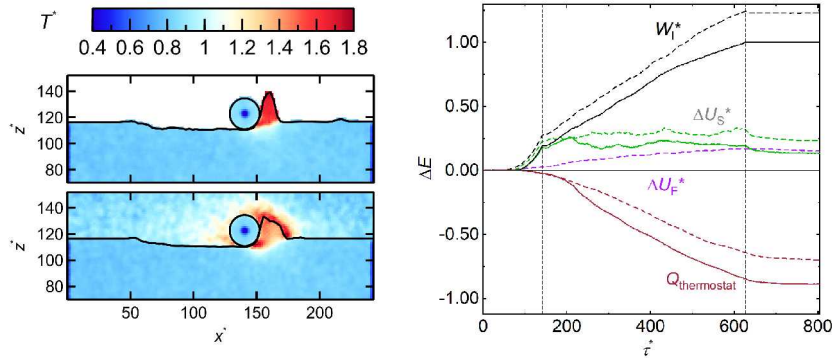 T*
0.4 0.6 0.8 1 1.2 1.4 1.6 1.8
140
120
100
80
z*
140
120
100
80
z*
50 100 150 200
x*
1.00
0.50
0.00
-0.50
-1.00
ΔE
W_I*
ΔU_S*
ΔU_F*
Q_thermostat
0 200 400 600 800
τ*